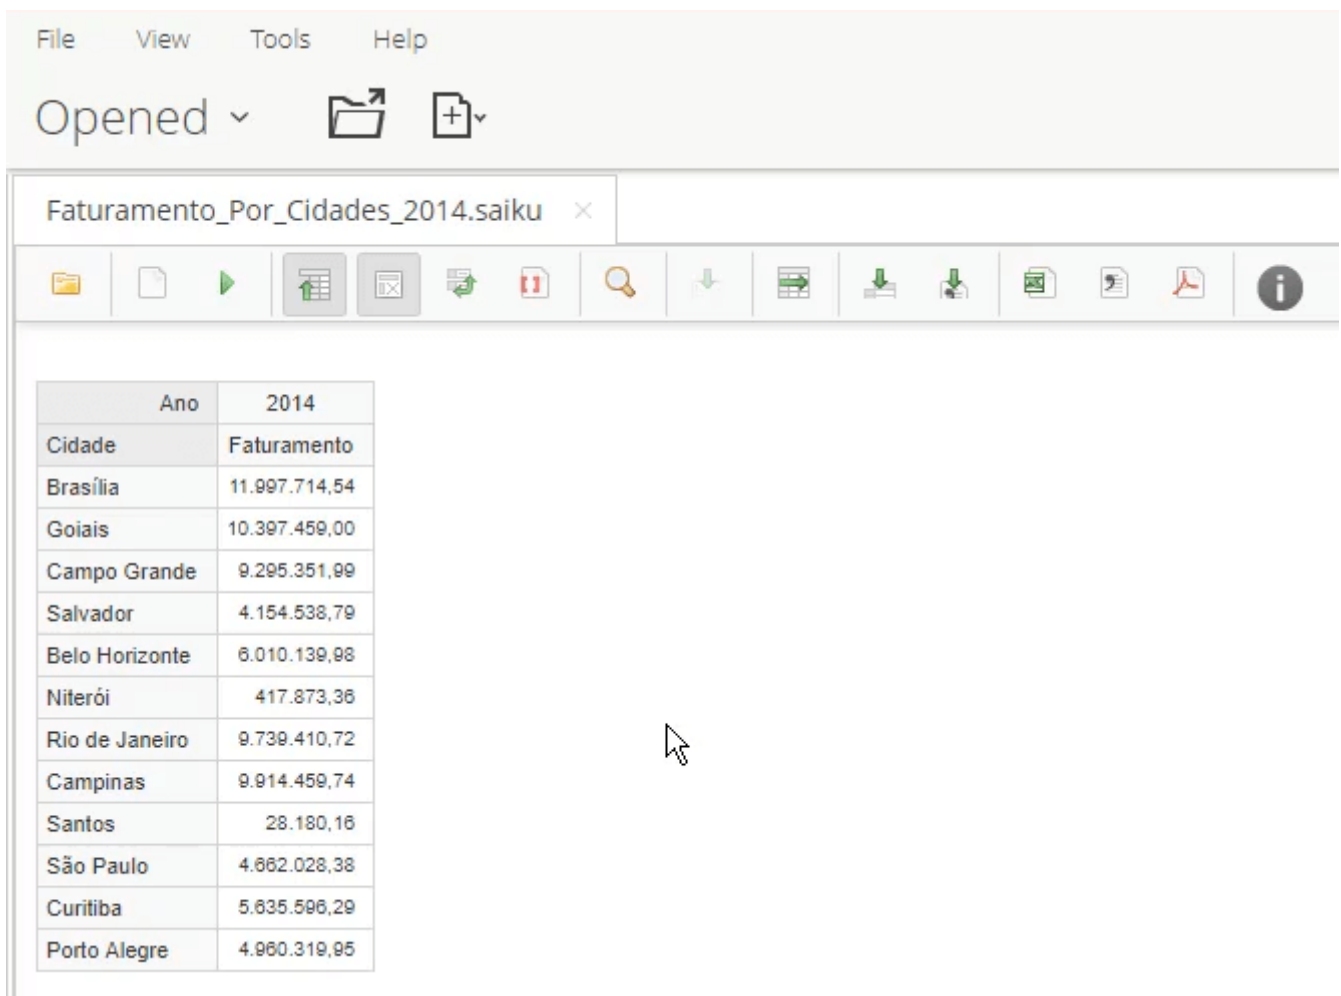 File View Tools Help
Opened
Faturamento_Por_Cidades_2014.saiku
Ano 2014
Cidade Faturamento
Brasília 11.997.714,54
Goiais 10.397.459,00
Campo Grande 9.295.351,99
Salvador 4.154.538,79
Belo Horizonte 6.010.139,98
Niterói 417.873,36
Rio de Janeiro 9.739.410,72
Campinas 9.914.459,74
Santos 28.180,16
São Paulo 4.662.028,38
Curitiba 5.635.596,29
Porto Alegre 4.960.319,95